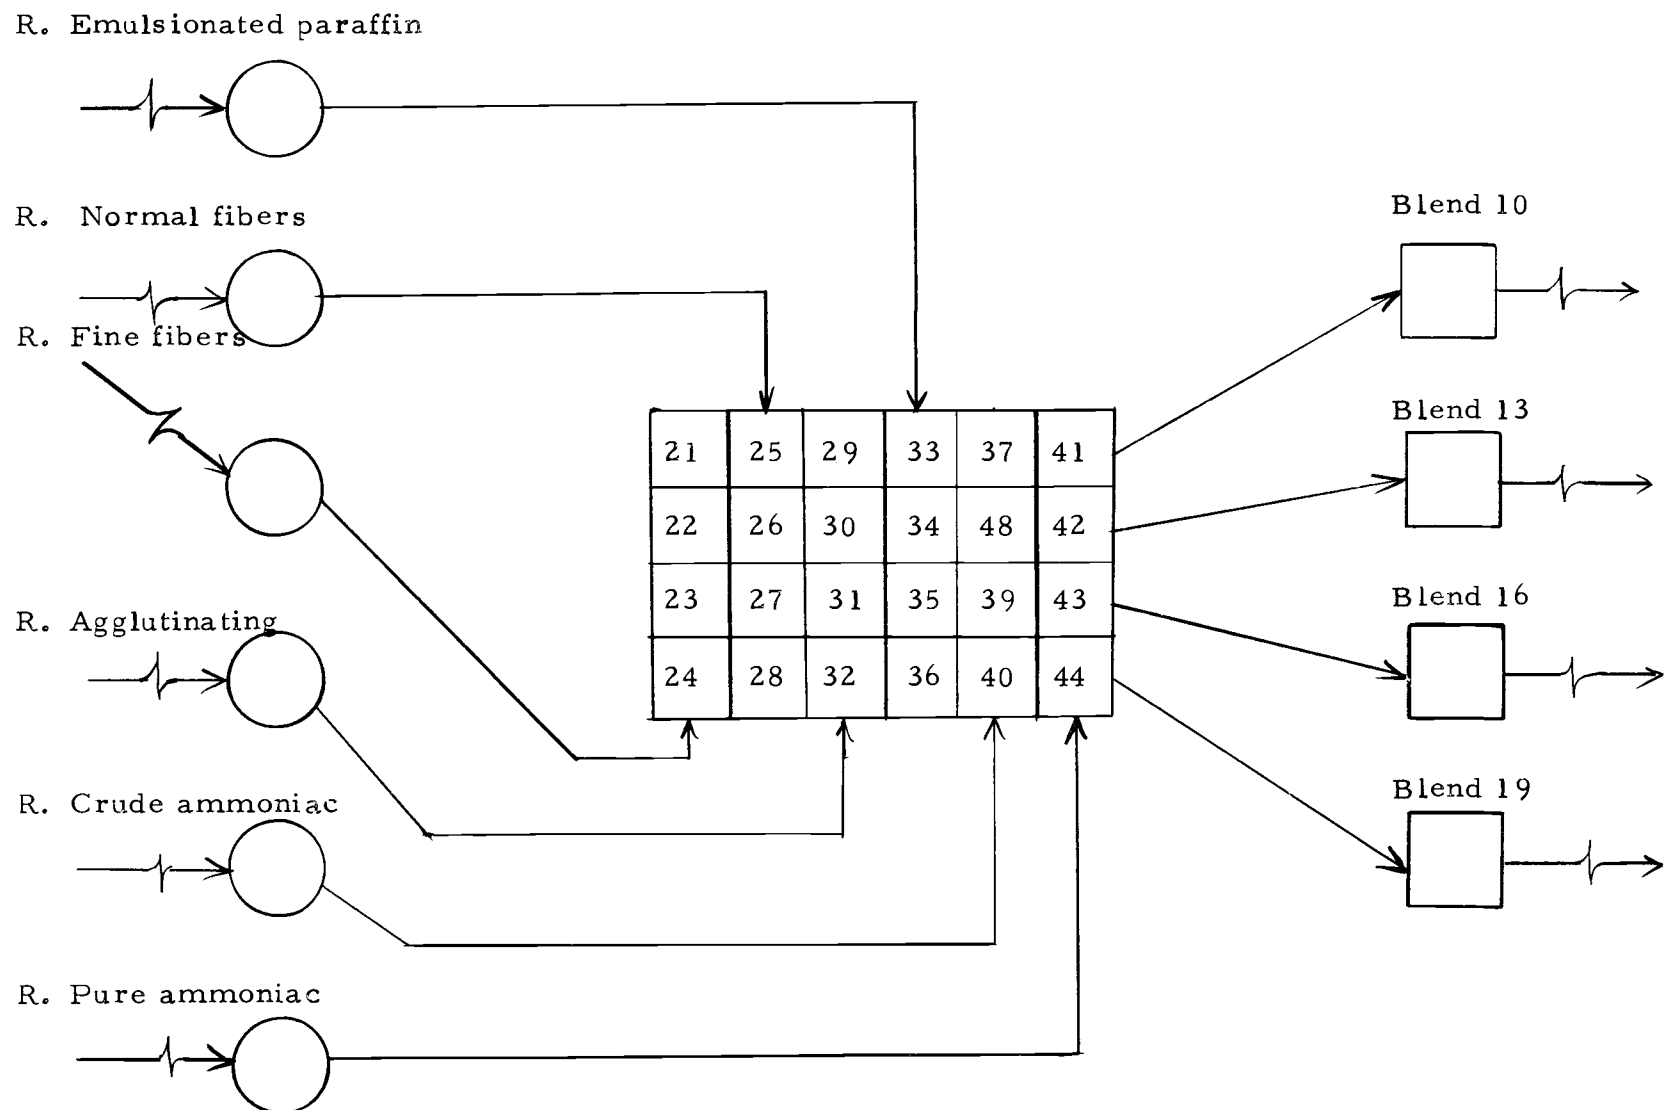 R. Emulsionated paraffin
R. Normal fibers
R. Fine fibers
R. Agglutinating
R. Crude ammoniac
R. Pure ammoniac
21 25 29 33 37 41
22 26 30 34 48 42
23 27 31 35 39 43
24 28 32 36 40 44
Blend 10
Blend 13
Blend 16
Blend 19